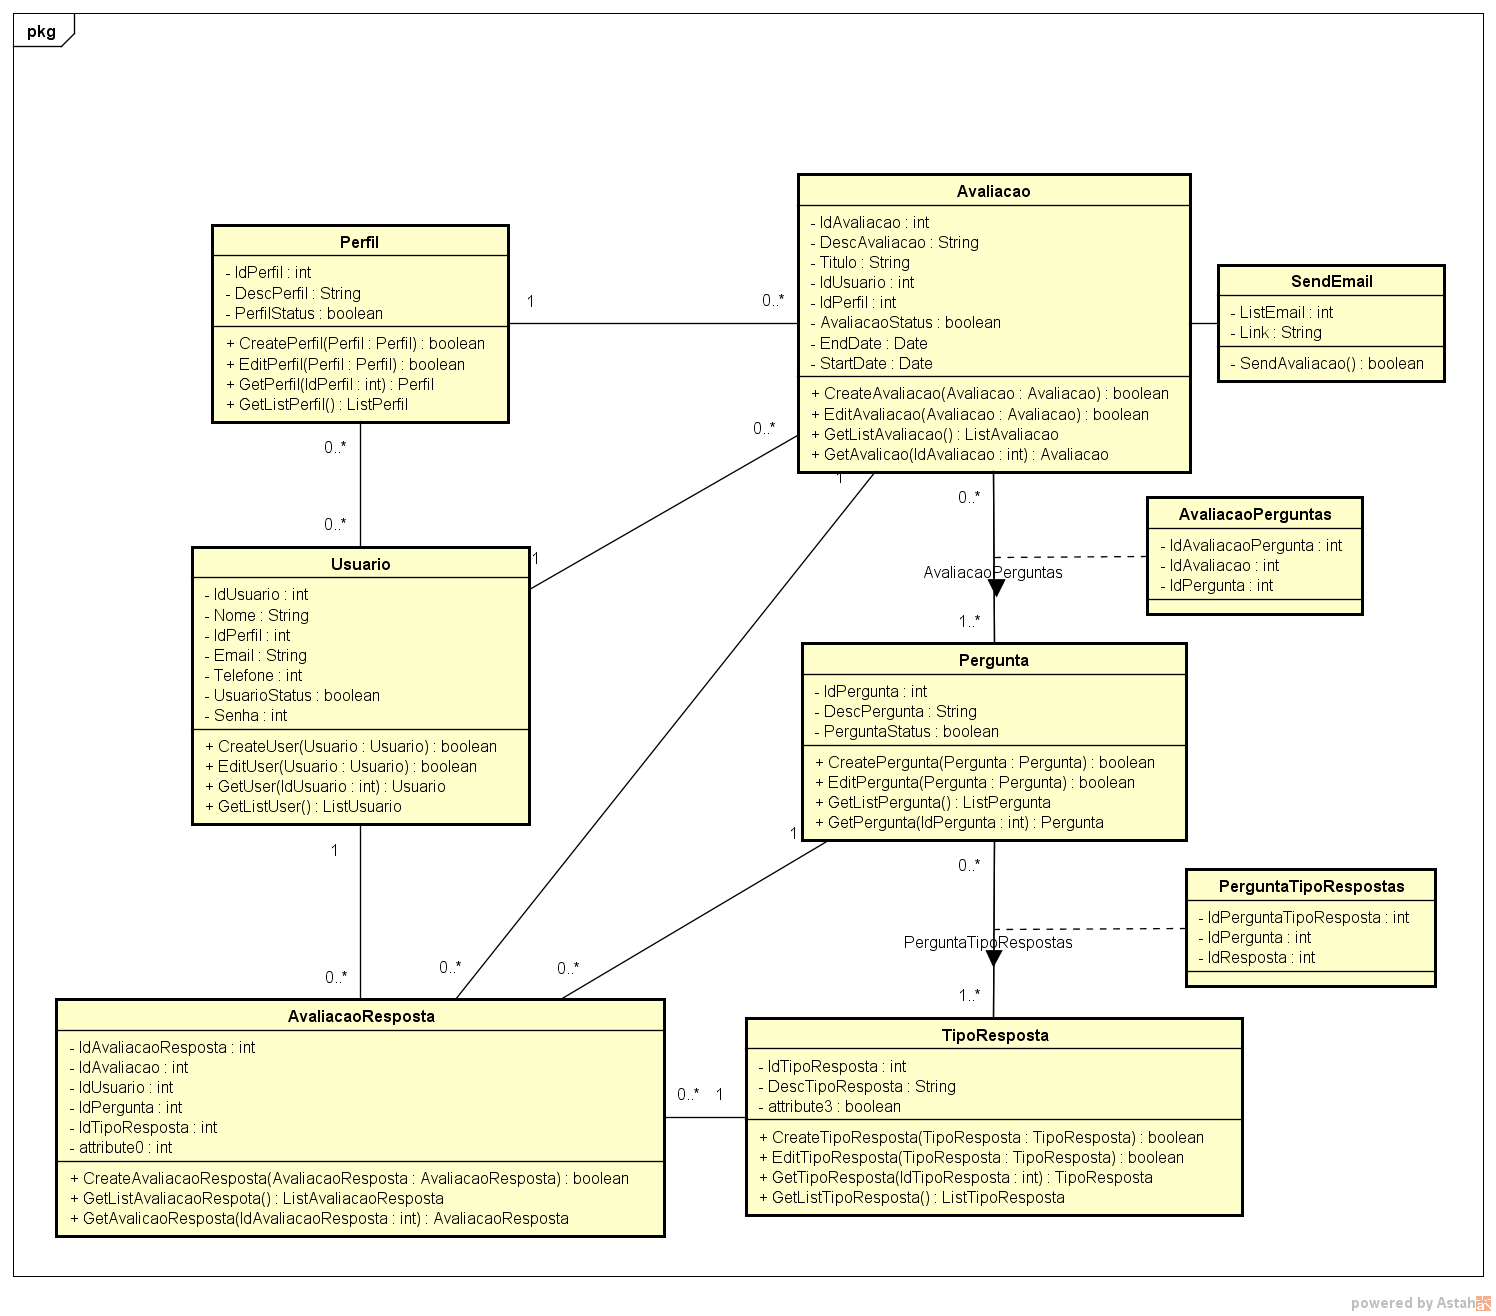 pkg
Avaliacao
- IdAvaliacao : int
- DescAvaliacao : String
- Titulo : String
- IdUsuario : int
- IdPerfil : int
- AvaliacaoStatus : boolean
- EndDate : Date
- StartDate : Date
+ CreateAvaliacao(Avaliacao : Avaliacao) : boolean
+ EditAvaliacao(Avaliacao : Avaliacao) : boolean
+ GetListAvaliacao() : ListAvaliacao
+ GetAvalicao(IdAvaliacao : int) : Avaliacao
Perfil
- IdPerfil : int
- DescPerfil : String
- PerfilStatus : boolean
+ CreatePerfil(Perfil : Perfil) : boolean
+ EditPerfil(Perfil : Perfil) : boolean
+ GetPerfil(IdPerfil : int) : Perfil
+ GetListPerfil() : ListPerfil
1
0..*
SendEmail
- ListEmail : int
- Link : String
- SendAvaliacao() : boolean
0..*
0..*
0..*
1
1
0..*
AvaliacaoPerguntas
1..*
AvaliacaoPerguntas
- IdAvaliacaoPergunta : int
- IdAvaliacao : int
- IdPergunta : int
Usuario
- IdUsuario : int
- Nome : String
- IdPerfil : int
- Email : String
- Telefone : int
- UsuarioStatus : boolean
- Senha : int
+ CreateUser(Usuario : Usuario) : boolean
+ EditUser(Usuario : Usuario) : boolean
+ GetUser(IdUsuario : int) : Usuario
+ GetListUser() : ListUsuario
Pergunta
- IdPergunta : int
- DescPergunta : String
- PerguntaStatus : boolean
+ CreatePergunta(Pergunta : Pergunta) : boolean
+ EditPergunta(Pergunta : Pergunta) : boolean
+ GetListPergunta() : ListPergunta
+ GetPergunta(IdPergunta : int) : Pergunta
1
1
0..*
0..*
0..*
0..*
PerguntaTipoRespostas
1..*
PerguntaTipoRespostas
- IdPerguntaTipoResposta : int
- IdPergunta : int
- IdResposta : int
AvaliacaoResposta
- IdAvaliacaoResposta : int
- IdAvaliacao : int
- IdUsuario : int
- IdPergunta : int
- IdTipoResposta : int
- attribute0 : int
+ CreateAvaliacaoResposta(AvaliacaoResposta : AvaliacaoResposta) : boolean
+ GetListAvaliacaoRespota() : ListAvaliacaoResposta
+ GetAvalicaoResposta(IdAvaliacaoResposta : int) : AvaliacaoResposta
0..*
1
TipoResposta
- IdTipoResposta : int
- DescTipoResposta : String
- attribute3 : boolean
+ CreateTipoResposta(TipoResposta : TipoResposta) : boolean
+ EditTipoResposta(TipoResposta : TipoResposta) : boolean
+ GetTipoResposta(IdTipoResposta : int) : TipoResposta
+ GetListTipoResposta() : ListTipoResposta
powered by Astah